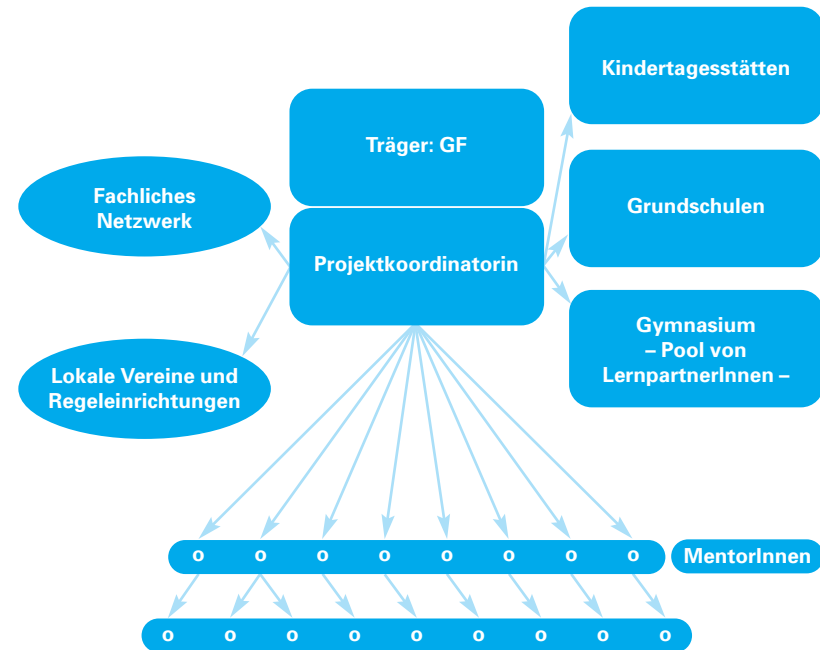 Kindertagesstätten
Träger: GF
Fachliches
Netzwerk
Grundschulen
Projektkoordinatorin
Gymnasium
– Pool von
LernpartnerInnen –
Lokale Vereine und
Regeleinrichtungen
o o o o o o o o
MentorInnen
o o o o o o o o o